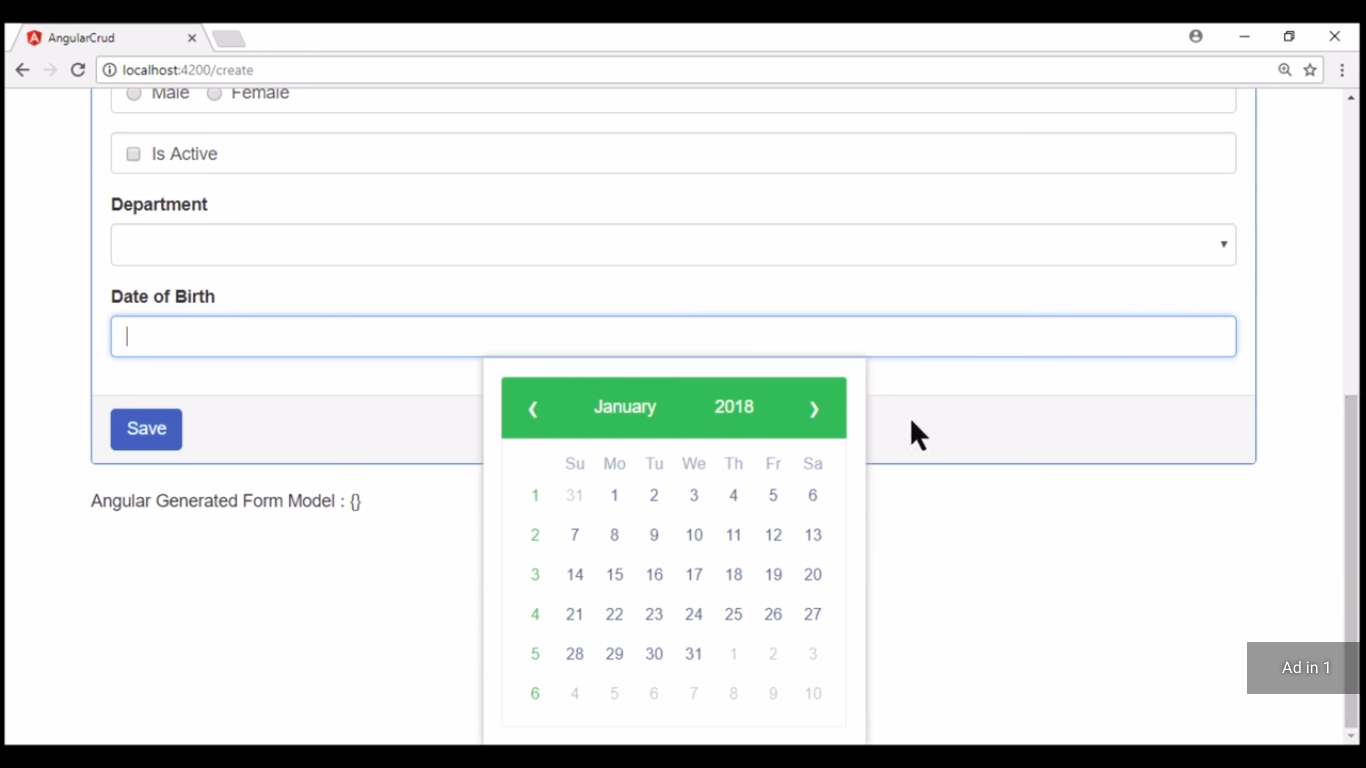 AngularCrud
localhost:4200/create
Male Female
Is Active
Department
Date of Birth
January 2018
Su Mo Tu We Th Fr Sa
1 31 1 2 3 4 5 6
2 7 8 9 10 11 12 13
3 14 15 16 17 18 19 20
4 21 22 23 24 25 26 27
5 28 29 30 31 1 2 3
6 4 5 6 7 8 9 10
Save
Angular Generated Form Model : {}
Ad in 1